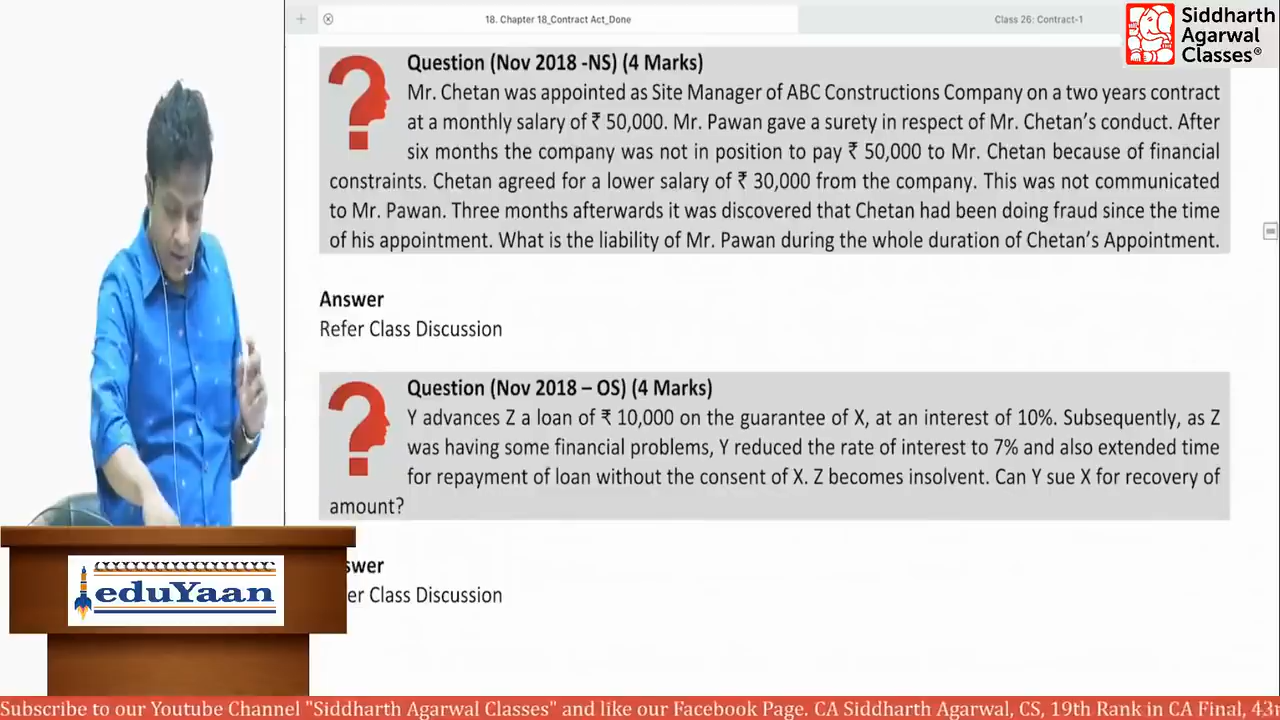 18. Chapter 18_Contract Act_Done
Class 26: Contract-1
Siddharth
Agarwal
Classes®
Question (Nov 2018 -NS) (4 Marks)
Mr. Chetan was appointed as Site Manager of ABC Constructions Company on a two years contract
at a monthly salary of ₹ 50,000. Mr. Pawan gave a surety in respect of Mr. Chetan's conduct. After
six months the company was not in position to pay ₹ 50,000 to Mr. Chetan because of financial
constraints. Chetan agreed for a lower salary of ₹ 30,000 from the company. This was not communicated
to Mr. Pawan. Three months afterwards it was discovered that Chetan had been doing fraud since the time
of his appointment. What is the liability of Mr. Pawan during the whole duration of Chetan's Appointment.
Answer
Refer Class Discussion
Question (Nov 2018 – OS) (4 Marks)
Y advances Z a loan of ₹ 10,000 on the guarantee of X, at an interest of 10%. Subsequently, as Z
was having some financial problems, Y reduced the rate of interest to 7% and also extended time
for repayment of loan without the consent of X. Z becomes insolvent. Can Y sue X for recovery of
amount?
swer
er Class Discussion
eduYaan
Subscribe to our Youtube Channel "Siddharth Agarwal Classes" and like our Facebook Page. CA Siddharth Agarwal, CS, 19th Rank in CA Final, 43r